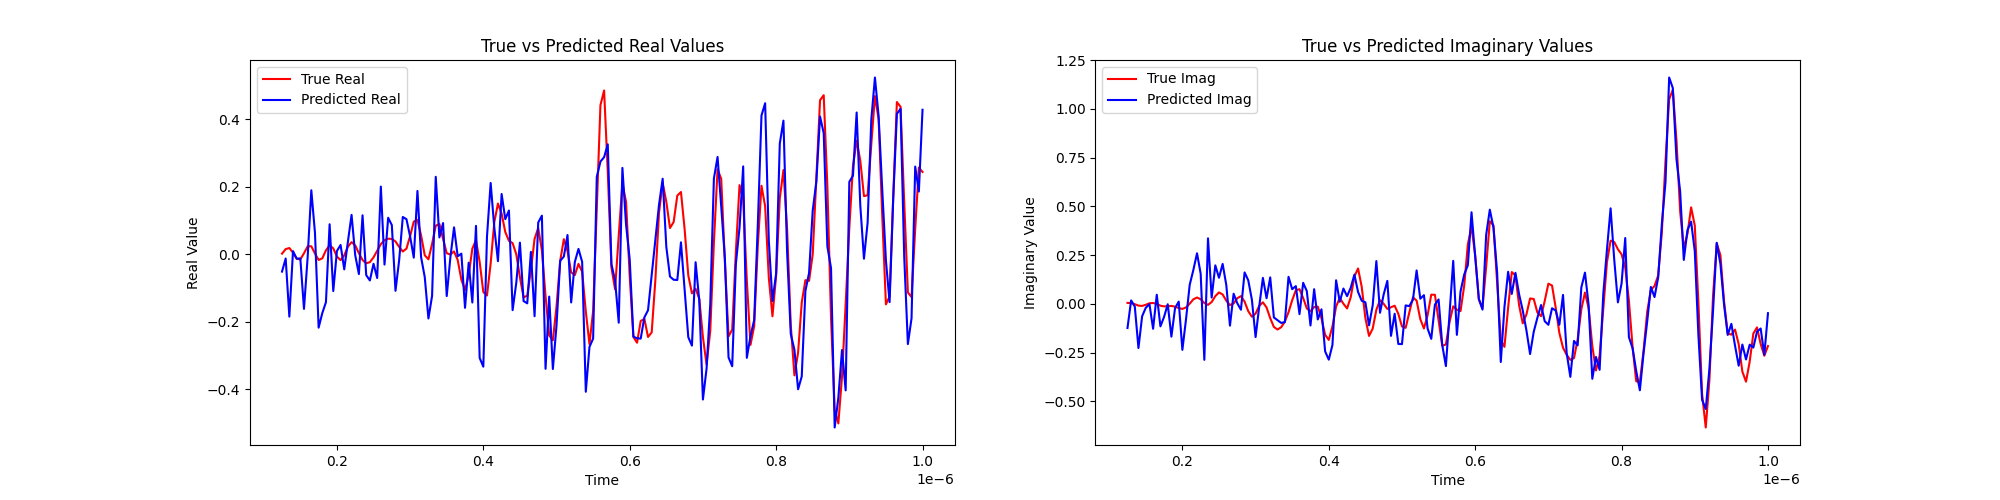 True vs Predicted Real Values
True Real
Predicted Real
Real Value
0.4
0.2
0.0
−0.2
−0.4
0.2
0.4
0.6
0.8
1.0
1e−6
Time
True vs Predicted Imaginary Values
True Imag
Predicted Imag
Imaginary Value
1.25
1.00
0.75
0.50
0.25
0.00
−0.25
−0.50
0.2
0.4
0.6
0.8
1.0
1e−6
Time